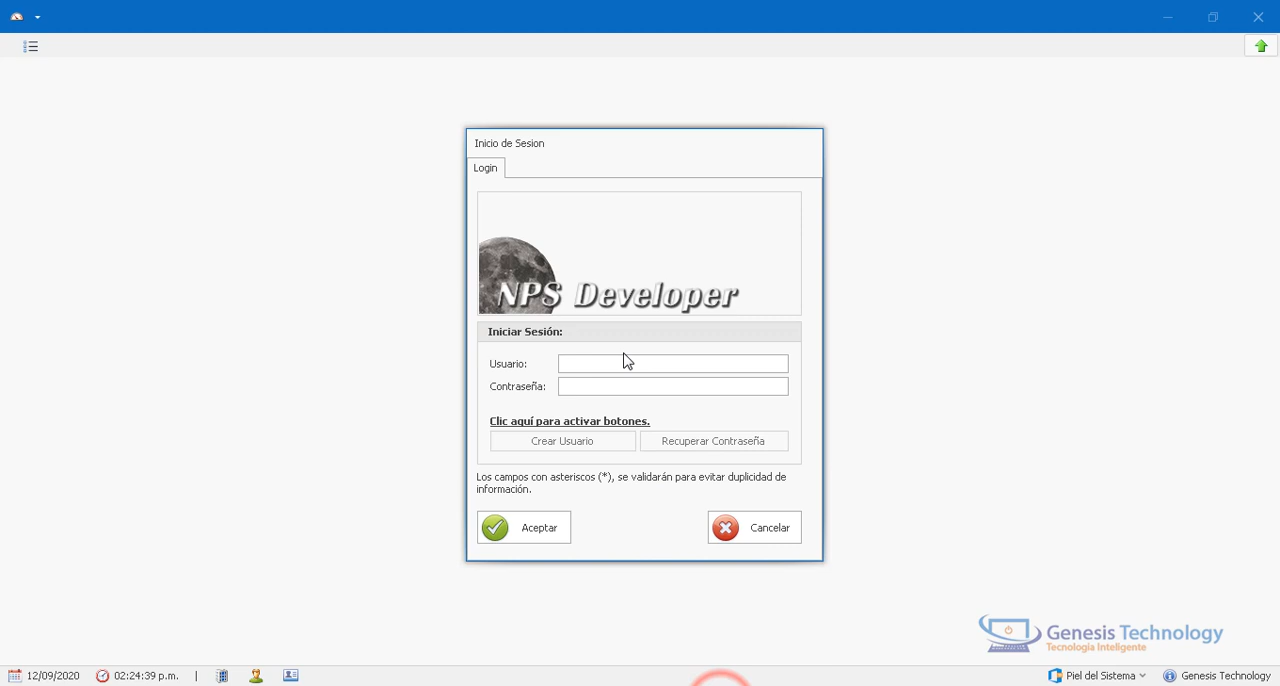 Inicio de Sesion
Login
NPS Developer
Iniciar Sesión:
Usuario:
Contraseña:
Clic aquí para activar botones.
Crear Usuario
Recuperar Contraseña
Los campos con asteriscos (*), se validarán para evitar duplicidad de
información.
Aceptar
Cancelar
Genesis Technology
Tecnología Inteligente
12/09/2020
02:24:39 p.m.
|
Piel del Sistema
Genesis Technology